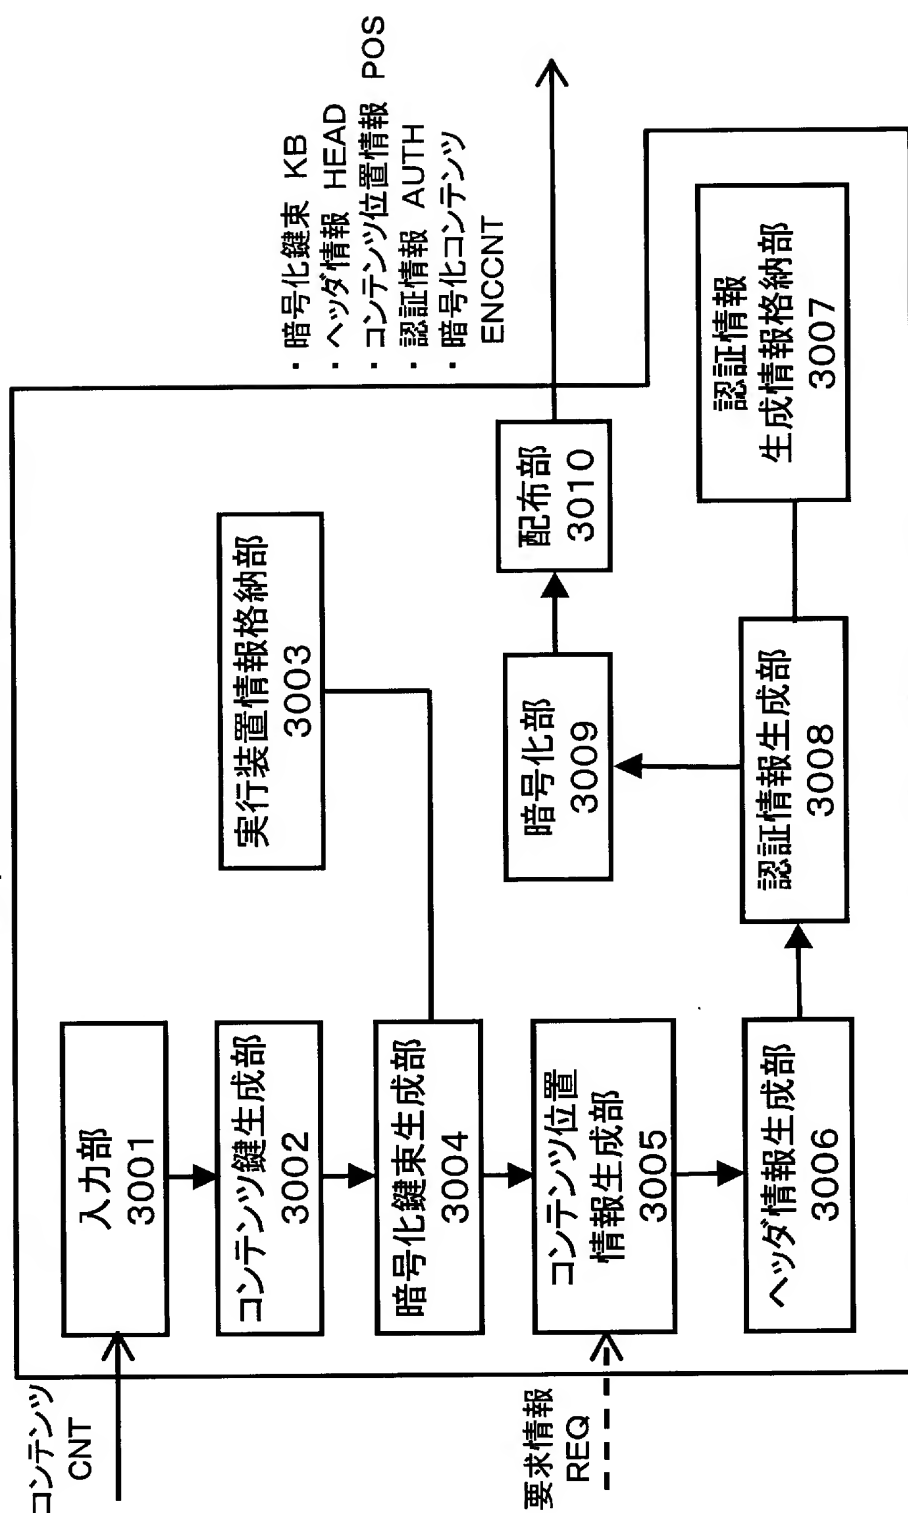 コンテンツ
CNT
入力部
3001
コンテンツ鍵生成部
3002
実行装置情報格納部
3003
暗号化鍵束生成部
3004
要求情報
REQ
コンテンツ位置
情報生成部
3005
ヘッダ情報生成部
3006
認証情報
生成情報格納部
3007
認証情報生成部
3008
暗号化部
3009
配布部
3010
・暗号化鍵束 KB
・ヘッダ情報 HEAD
・コンテンツ位置情報 POS
・認証情報 AUTH
・暗号化コンテンツ
ENCCNT